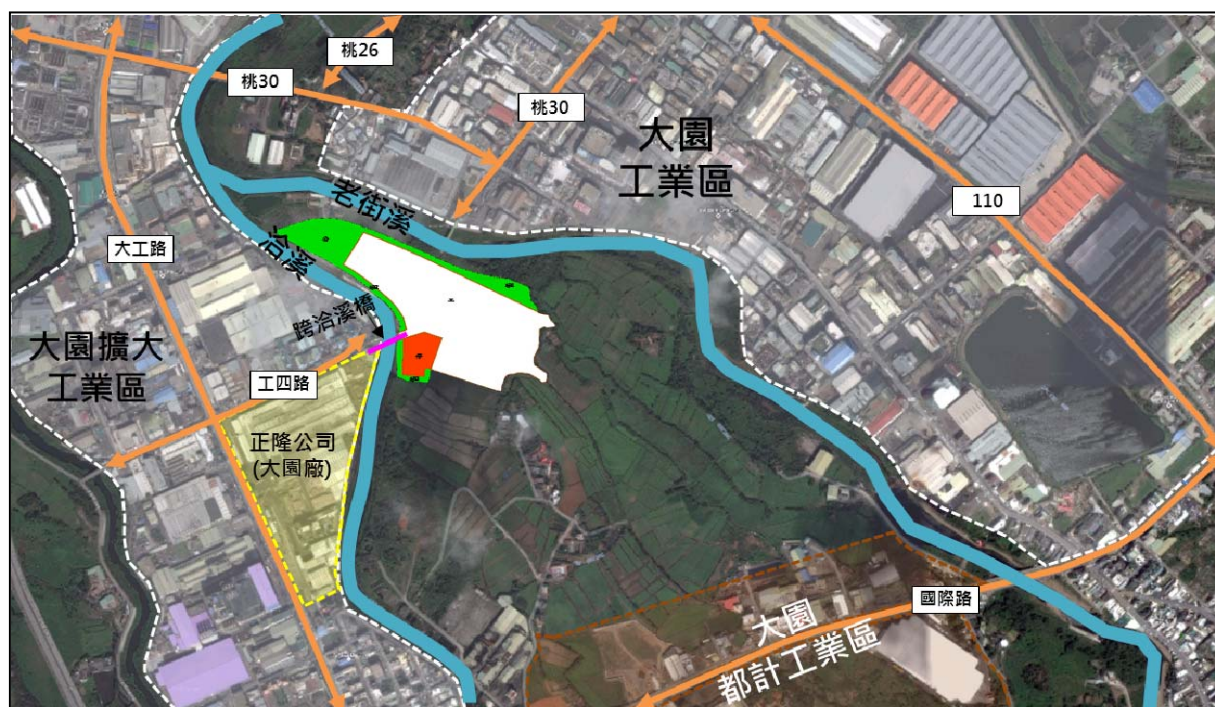 桃26
桃30
桃30
大園
工業區
老街溪
洽溪
110
大工路
跨洽溪橋
大園擴大
工業區
工四路
正隆公司
(大園廠)
國際路
大園
都計工業區